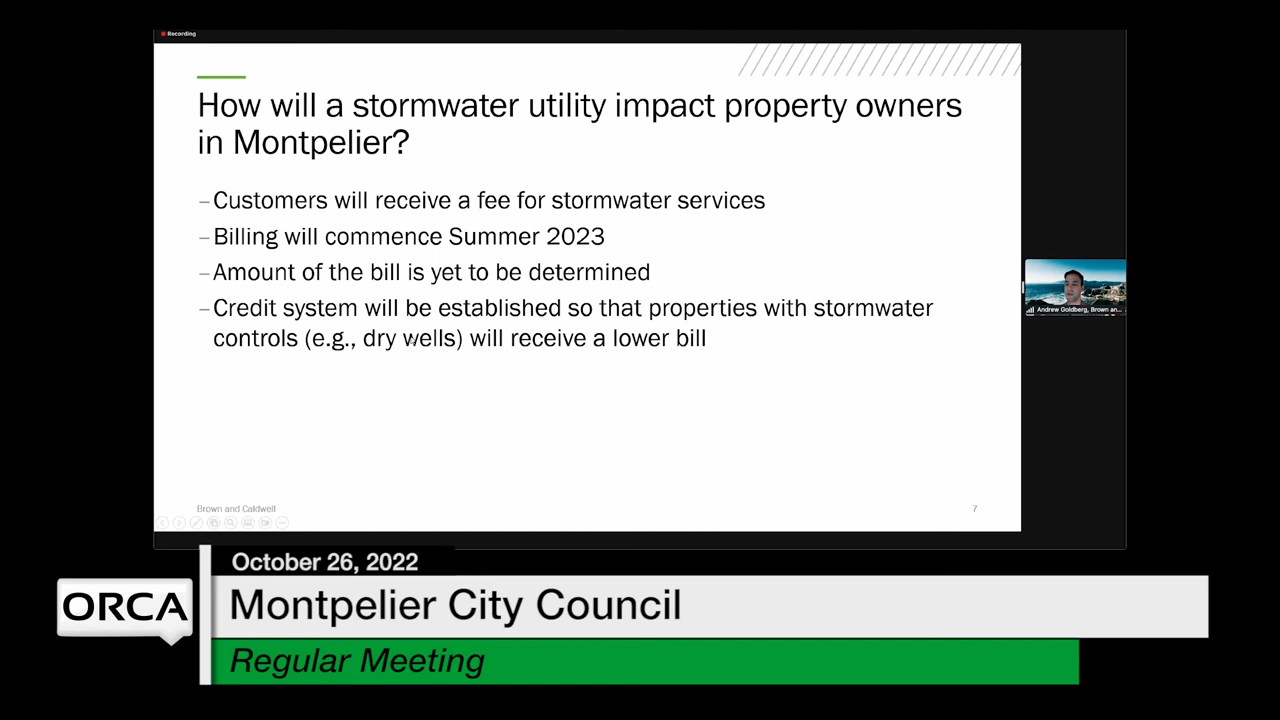 Recording
How will a stormwater utility impact property owners
in Montpelier?
–Customers will receive a fee for stormwater services
–Billing will commence Summer 2023
–Amount of the bill is yet to be determined
–Credit system will be established so that properties with stormwater
controls (e.g., dry wells) will receive a lower bill
Andrew Goldberg, Brown an...
Brown and Caldwell
7
October 26, 2022
ORCA
Montpelier City Council
Regular Meeting